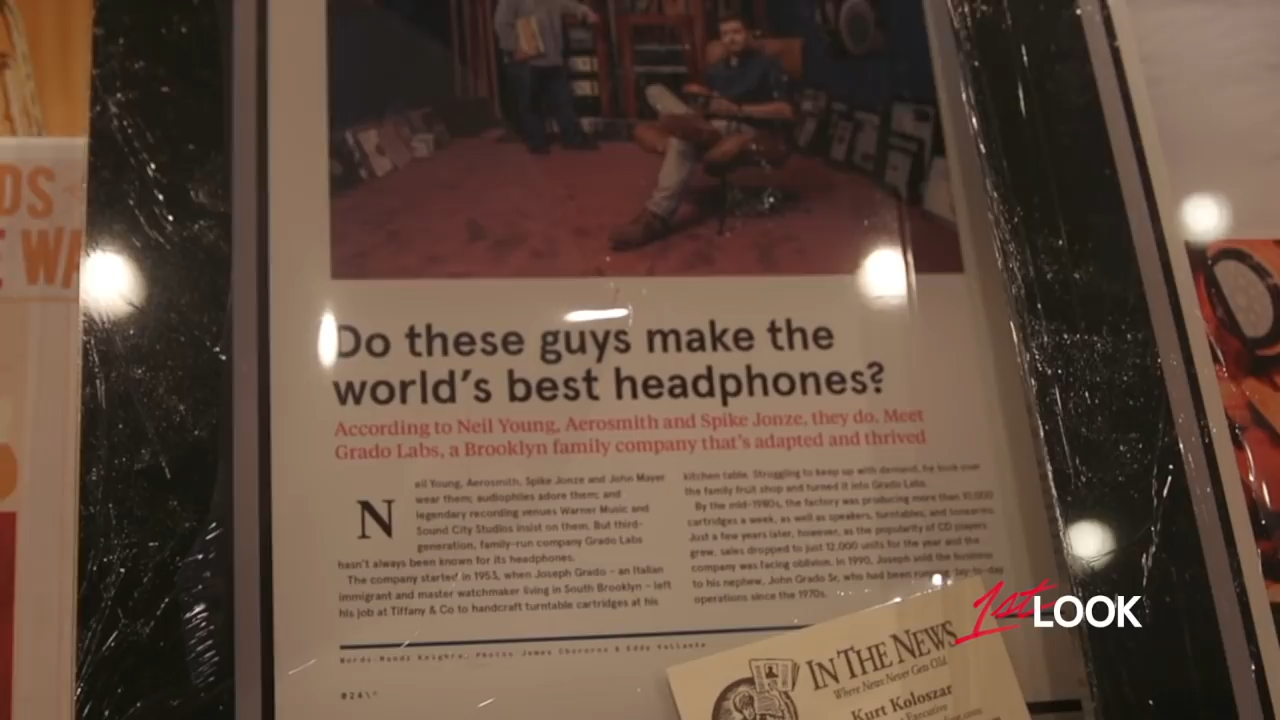 DS
E WA
Do these guys make the
world's best headphones?
According to Neil Young, Aerosmith and Spike Jonze, they do. Meet
Grado Labs, a Brooklyn family company that's adapted and thrived
Neil Young, Aerosmith, Spike Jonze and John Mayer
wear them; audiophiles adore them; and
legendary recording venues Warner Music and
Sound City Studios insist on them. But third-
generation, family-run company Grado Labs
hasn't always been known for its headphones.
The company started in 1953, when Joseph Grado – an Italian
immigrant and master watchmaker living in South Brooklyn – left
his job at Tiffany & Co to handcraft turntable cartridges at his
kitchen table. Struggling to keep up with demand, he took over
the family fruit shop and turned it into Grado Labs.
By the mid-1980s, the factory was producing more than 10,000
cartridges a week, as well as speakers, turntables, and tonearms
Just a few years later, however, as the popularity of CD players
grew, sales dropped to just 12,000 units for the year and the
company was facing oblivion. In 1990, Joseph sold the business
to his nephew, John Grado Sr, who had been running day-to-day
operations since the 1970s.
Words: Photos: James &
024
IN THE NEWS
Where News Never Gets Old.
Kurt Koloszar
Executive
1st LOOK